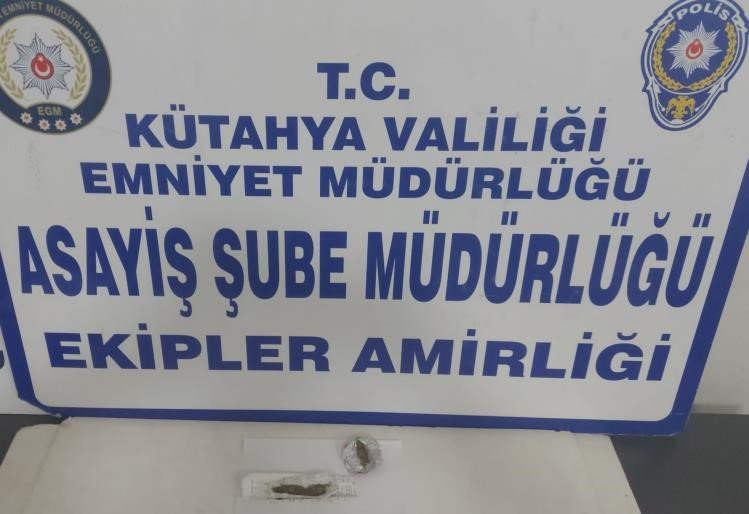 EMNİYET MÜDÜRLÜĞÜ
EGM
POLİS
T.C.
KÜTAHYA VALİLİĞİ
EMNİYET MÜDÜRLÜĞÜ
ASAYİŞ ŞUBE MÜDÜRLÜĞÜ
EKİPLER AMİRLİĞİ